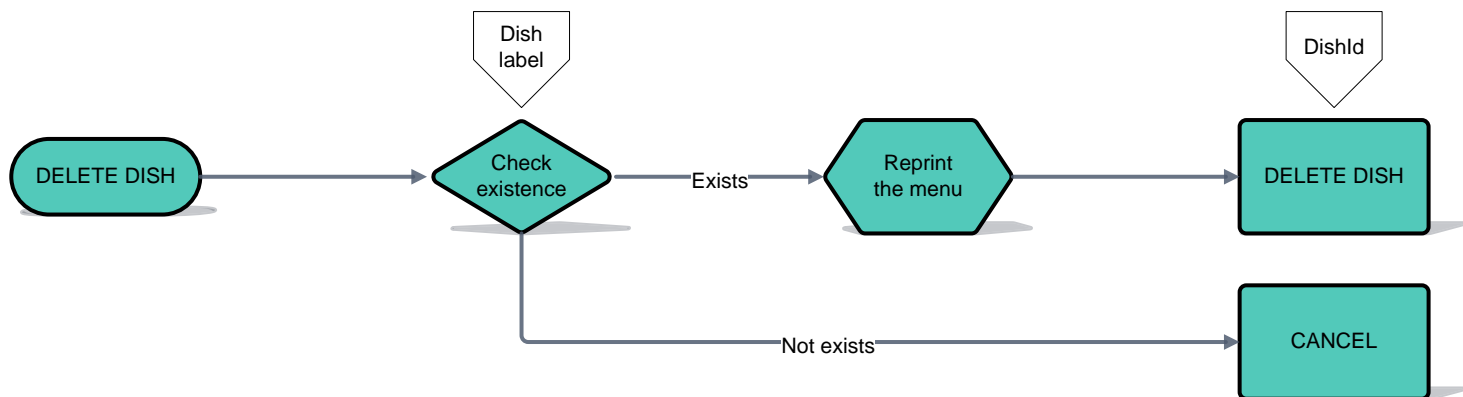 Dish
label
DishId
DELETE DISH
Check
existence
Exists
Reprint
the menu
DELETE DISH
Not exists
CANCEL